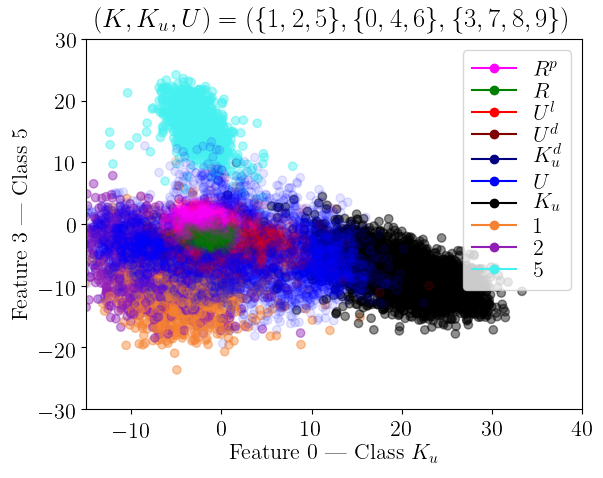 (K, K_u, U) = ({1, 2, 5}, {0, 4, 6}, {3, 7, 8, 9})
30
20
10
0
−10
−20
−30
Feature 3 — Class 5
R^p
R
U^l
U^d
K_u^d
U
K_u
1
2
5
−10
0
10
20
30
40
Feature 0 — Class K_u